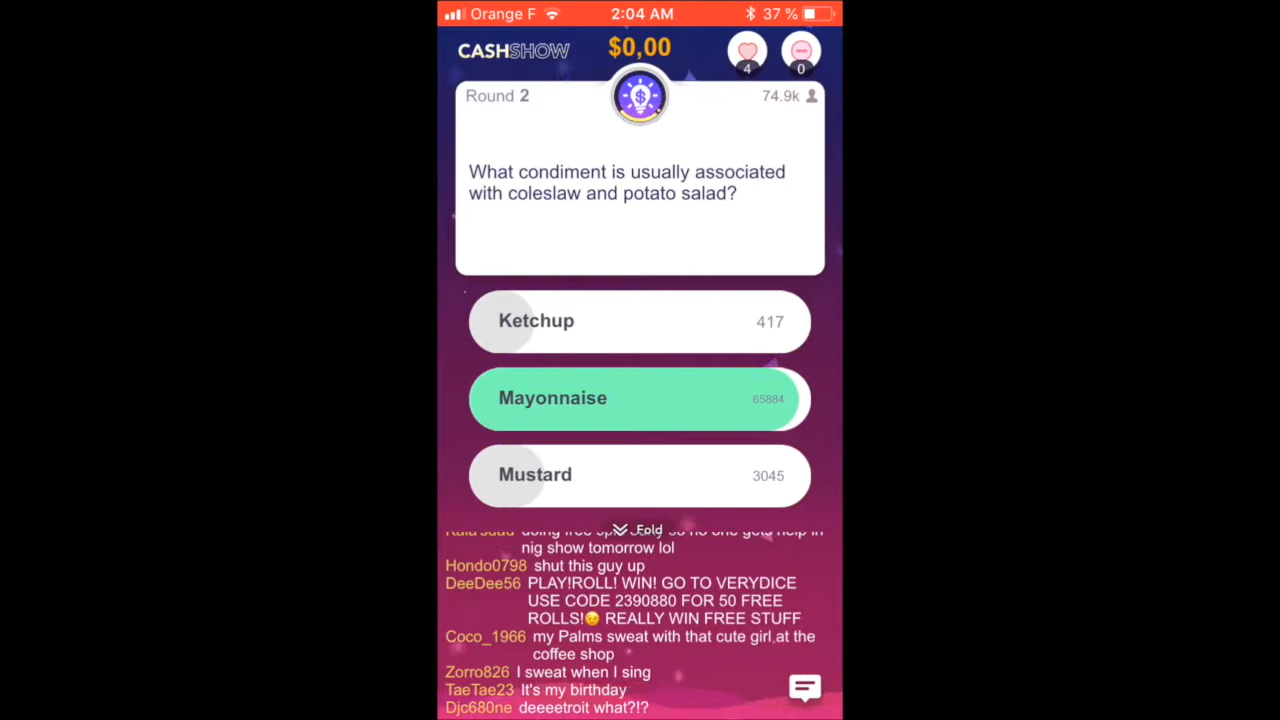 Orange F 2:04 AM 37 %
CASHSHOW $0,00
4 0
Round 2 74.9k
$
What condiment is usually associated
with coleslaw and potato salad?
Ketchup 417
Mayonnaise 65884
Mustard 3045
Fold
nig show tomorrow lol
Hondo0798 shut this guy up
DeeDee56 PLAY!ROLL! WIN! GO TO VERYDICE
USE CODE 2390880 FOR 50 FREE
ROLLS!😉 REALLY WIN FREE STUFF
Coco_1966 my Palms sweat with that cute girl at the
coffee shop
Zorro826 I sweat when I sing
TaeTae23 It's my birthday
Djc680ne deeeetroit what?!?